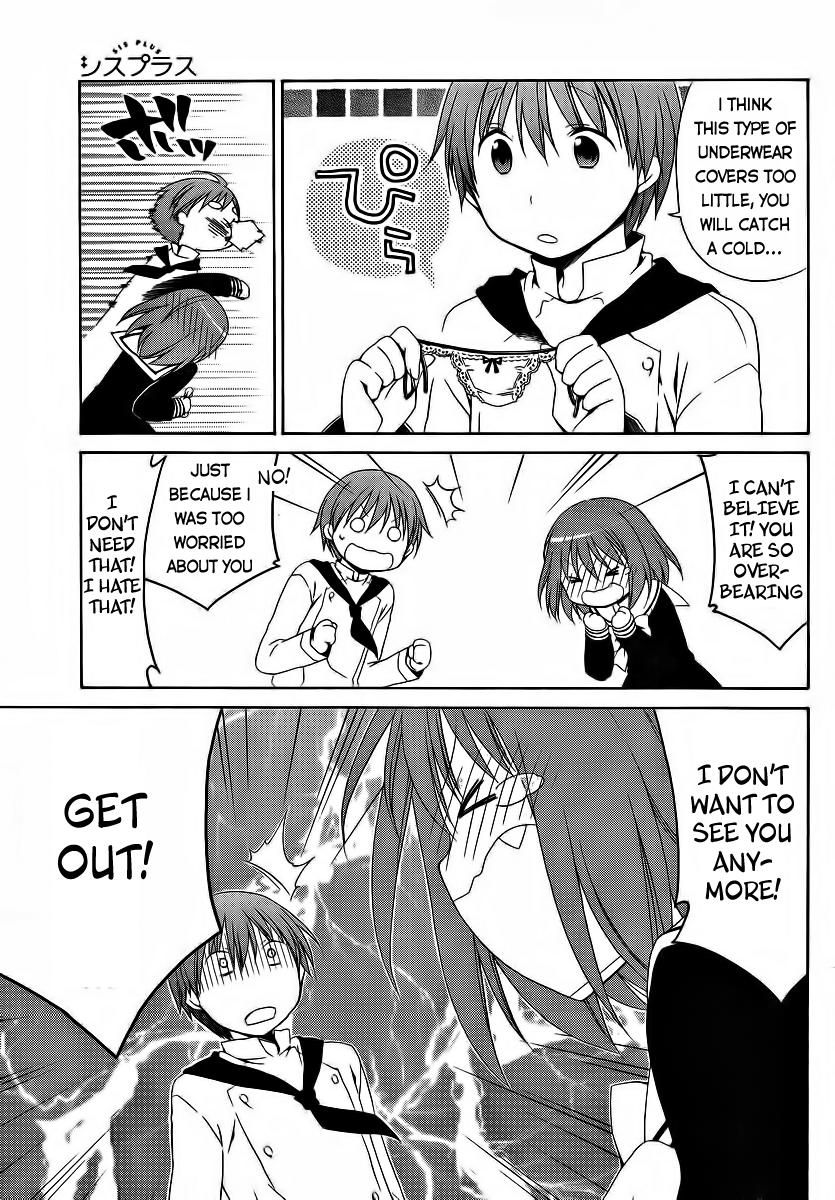 SIS PLUS
シスプラス
I THINK
THIS TYPE OF
UNDERWEAR
COVERS TOO
LITTLE, YOU
WILL CATCH
A COLD...
ぴら
I CAN'T
BELIEVE
IT! YOU
ARE SO
OVER-
BEARING
NO!
JUST
BECAUSE I
WAS TOO
WORRIED
ABOUT YOU
I
DON'T
NEED
THAT!
I HATE
THAT!
I DON'T
WANT TO
SEE YOU
ANY-
MORE!
GET
OUT!